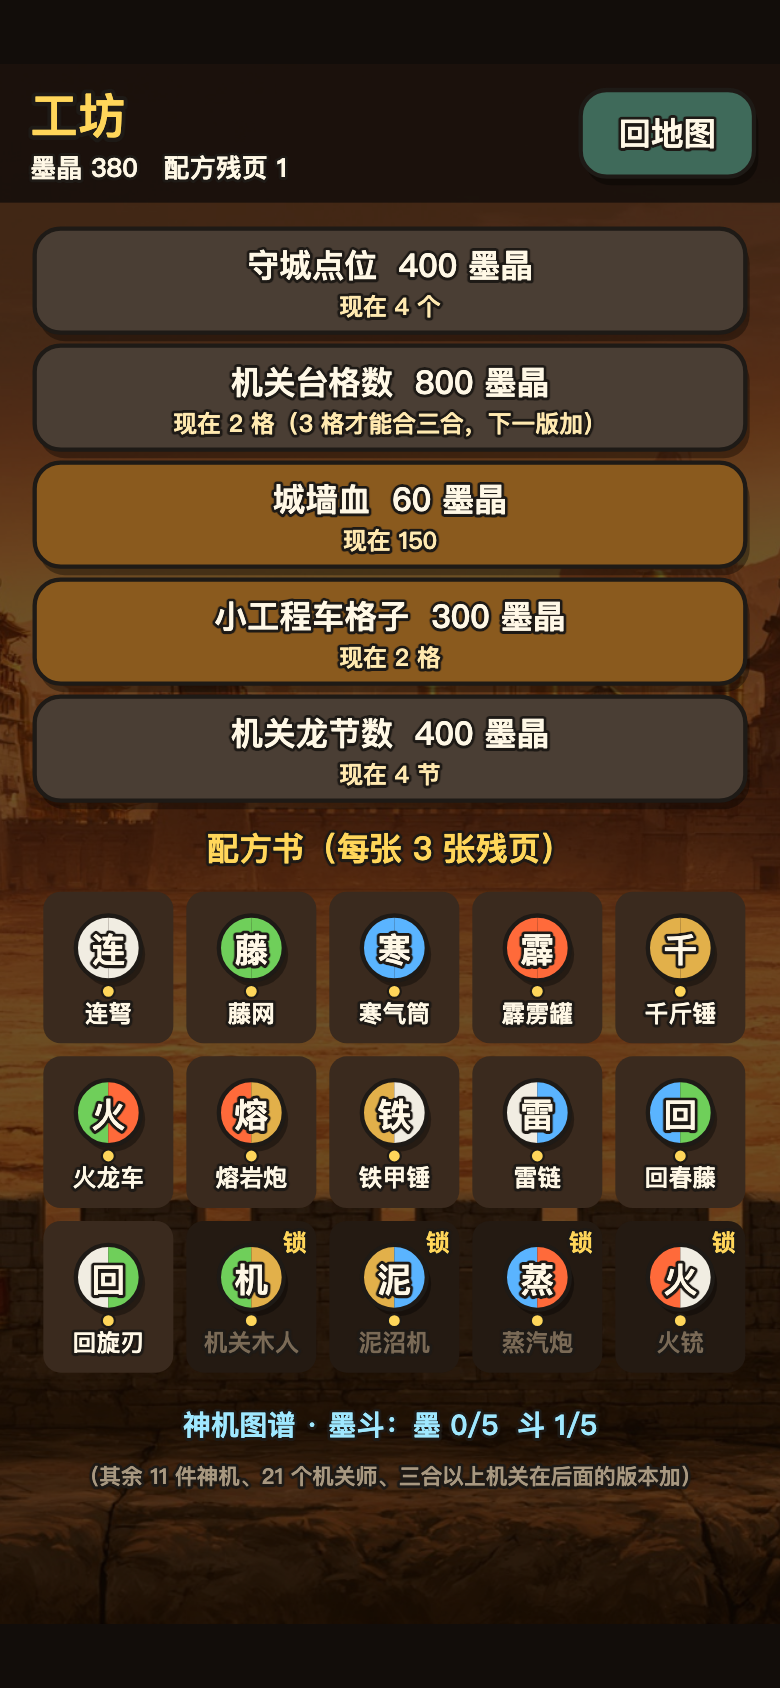 工坊
回地图
墨晶 380 配方残页 1
守城点位 400 墨晶
现在 4 个
机关台格数 800 墨晶
现在 2 格（3 格才能合三合，下一版加）
城墙血 60 墨晶
现在 150
小工程车格子 300 墨晶
现在 2 格
机关龙节数 400 墨晶
现在 4 节
配方书（每张 3 张残页）
连 藤 寒 霹 千
连弩 藤网 寒气筒 霹雳罐 千斤锤
火 熔 铁 雷 回
火龙车 熔岩炮 铁甲锤 雷链 回春藤
锁 锁 锁 锁
回 机 泥 蒸 火
回旋刃 机关木人 泥沼机 蒸汽炮 火铳
神机图谱 · 墨斗：墨 0/5 斗 1/5
（其余 11 件神机、21 个机关师、三合以上机关在后面的版本加）